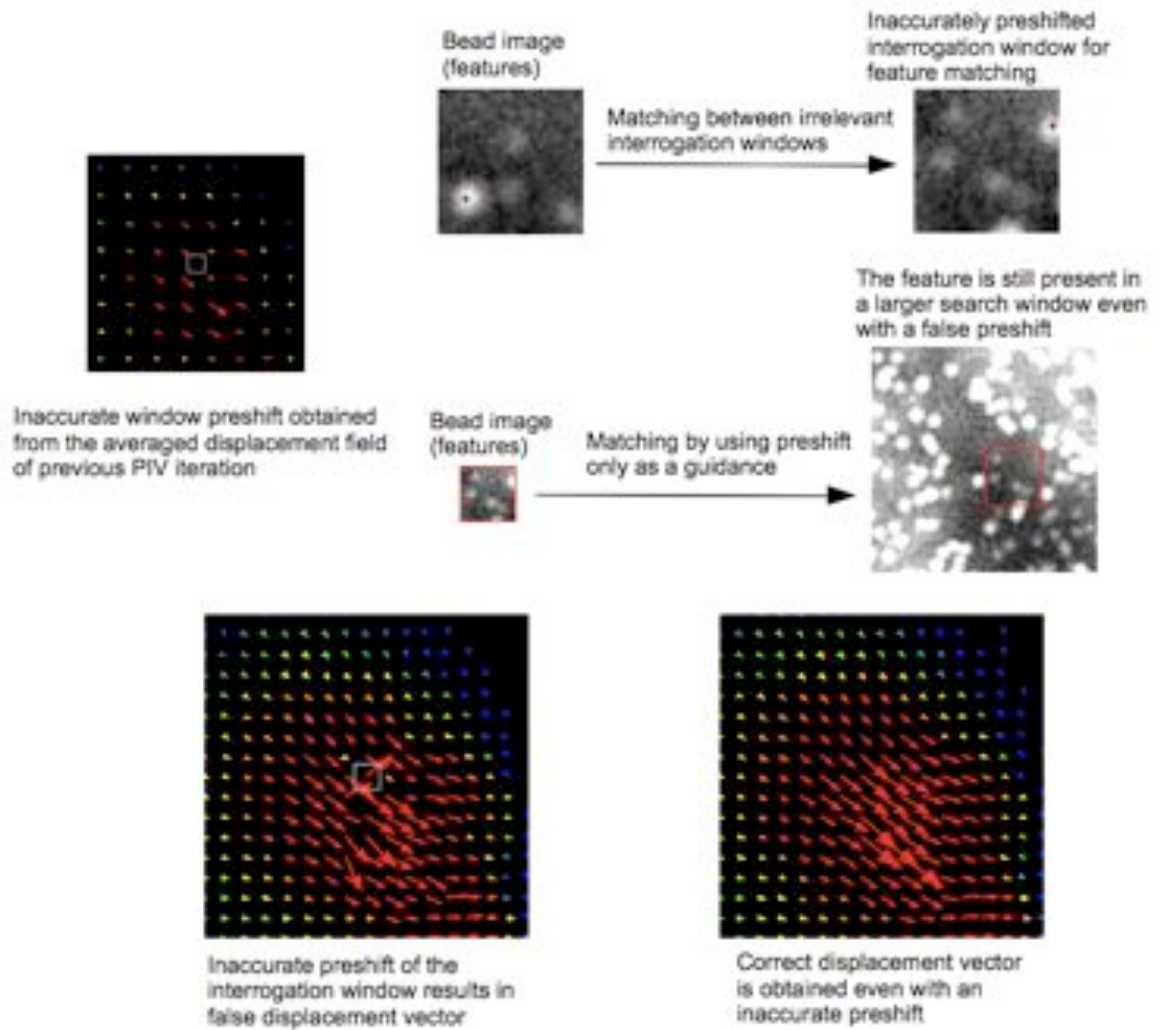 Bead image
(features)
Matching between irrelevant
interrogation windows
Inaccurately preshifted
interrogation window for
feature matching
Inaccurate window preshift obtained
from the averaged displacement field
of previous PIV iteration
Bead image
(features)
Matching by using preshift
only as a guidance
The feature is still present in
a larger search window even
with a false preshift
Inaccurate preshift of the
interrogation window results in
false displacement vector
Correct displacement vector
is obtained even with an
inaccurate preshift